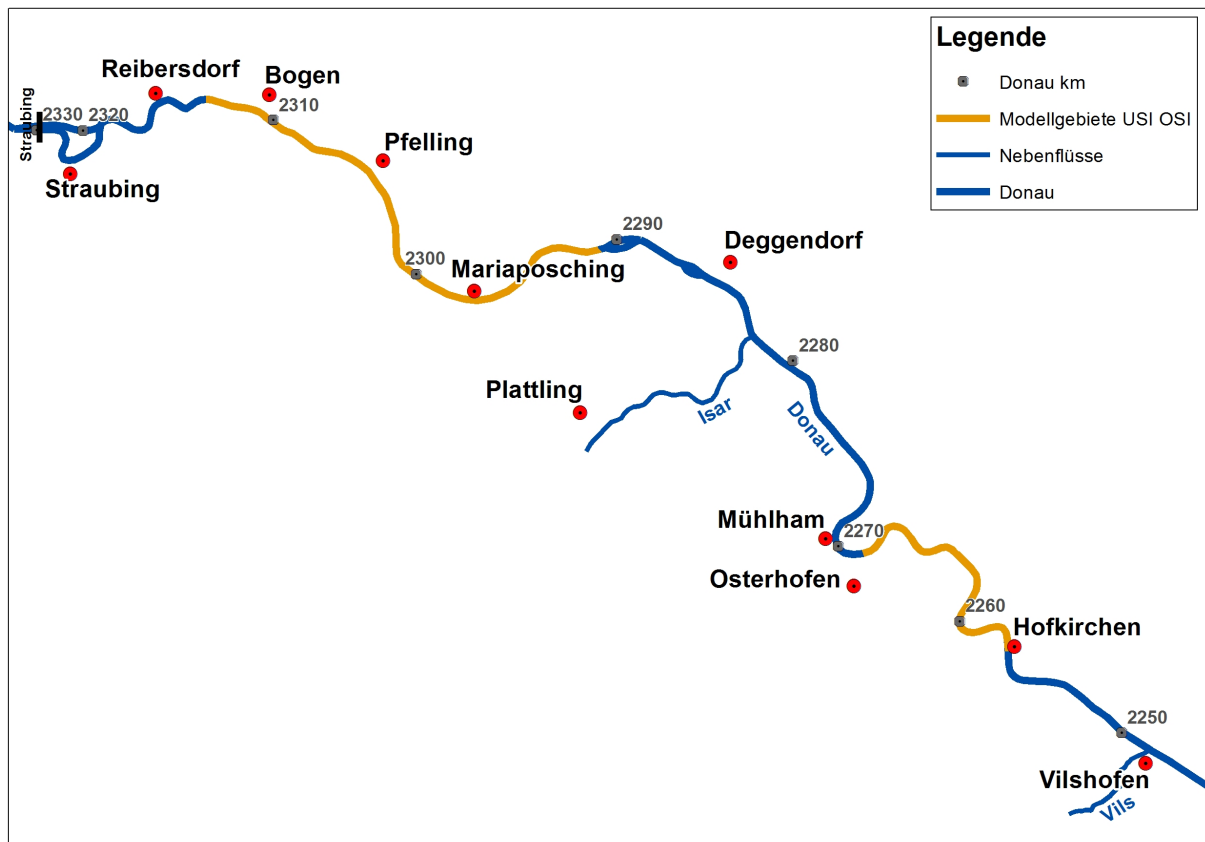 Legende
Donau km
Modellgebiete USI OSI
Nebenflüsse
Donau
Reibersdorf
Bogen
2330
2320
2310
Straubing
Straubing
Pfelling
2300
Mariaposching
2290
Deggendorf
2280
Plattling
Isar
Donau
Mühlham
2270
Osterhofen
2260
Hofkirchen
2250
Vilshofen
Vils